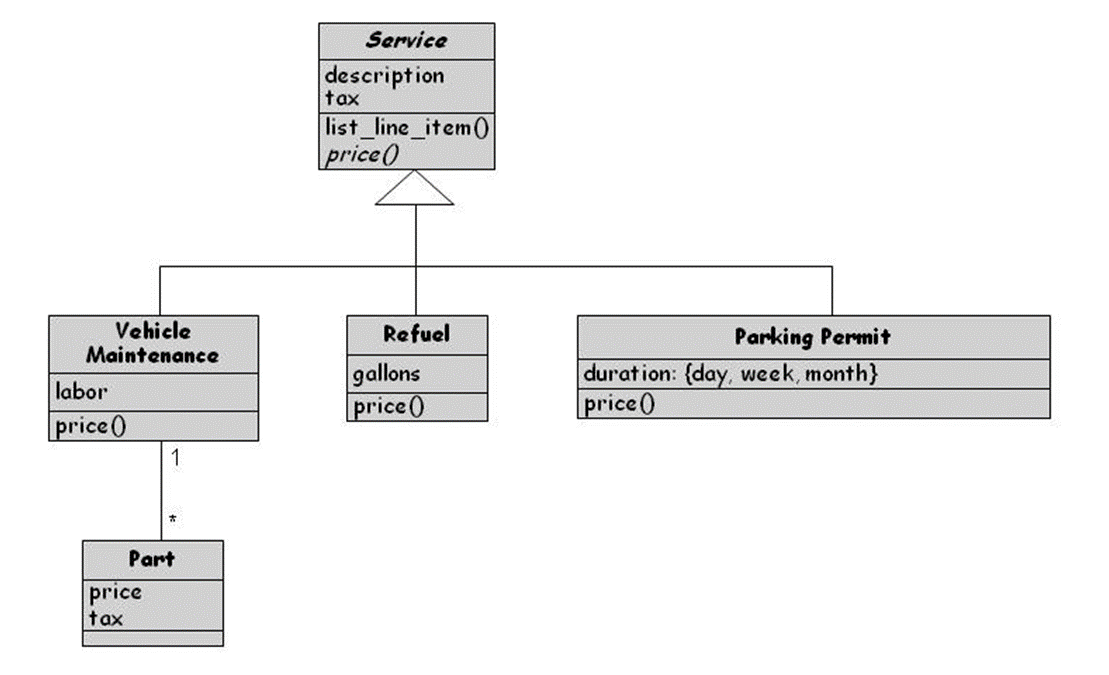 Service
description
tax
list_line_item()
price()
Vehicle
Maintenance
labor
price()
Refuel
gallons
price()
Parking Permit
duration: {day, week, month}
price()
1
*
Part
price
tax